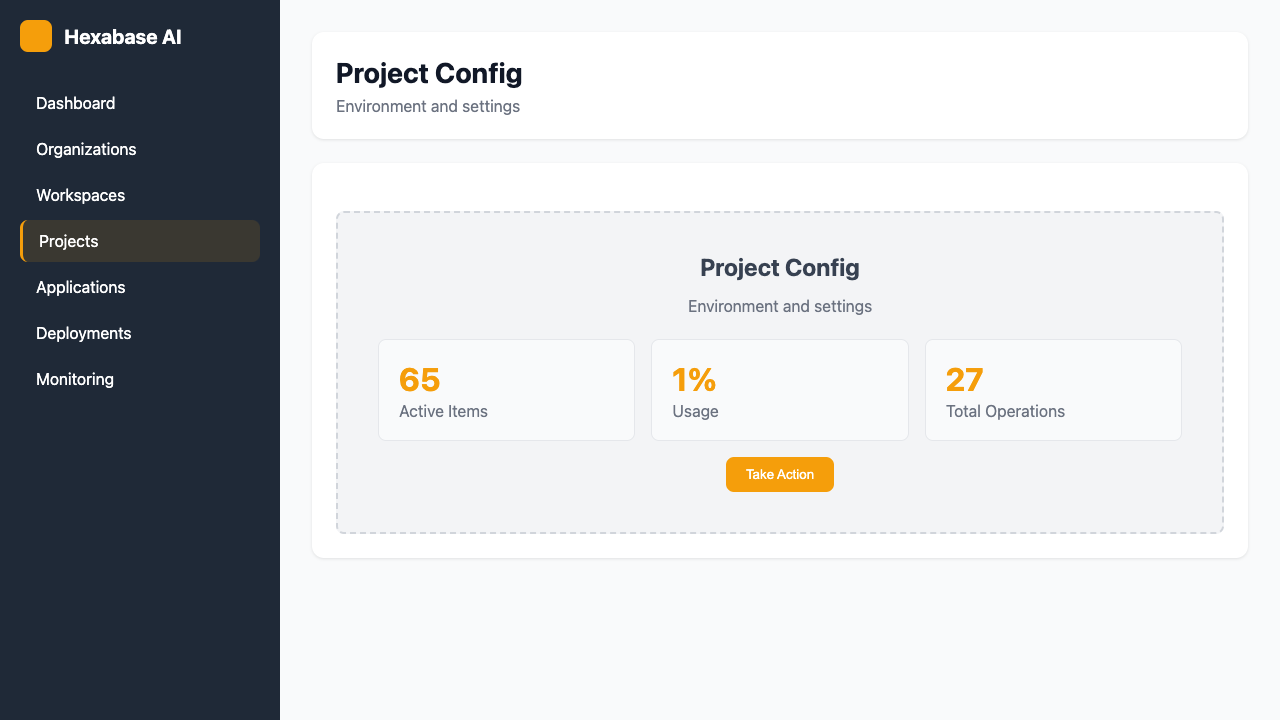 Hexabase AI
Dashboard
Organizations
Workspaces
Projects
Applications
Deployments
Monitoring
Project Config
Environment and settings
Project Config
Environment and settings
65
Active Items
1%
Usage
27
Total Operations
Take Action